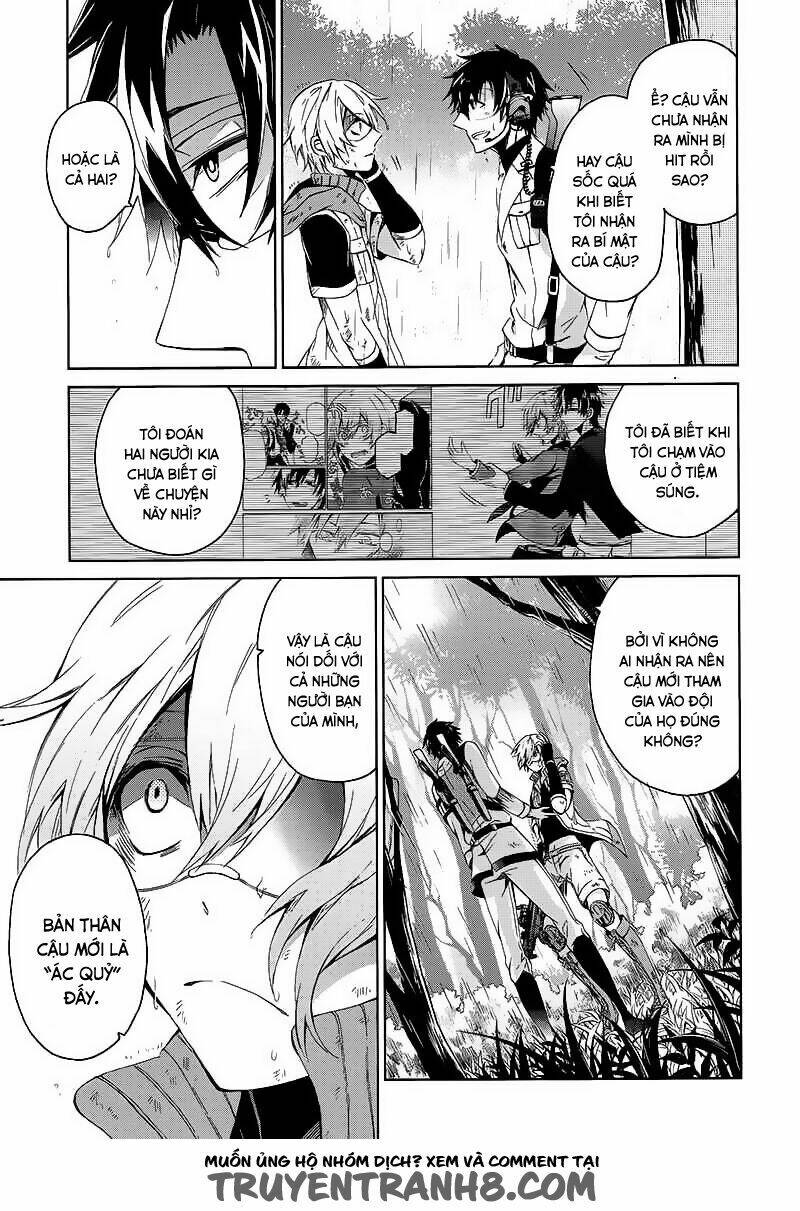 Ể? CẬU VẪN
CHƯA NHẬN
RA MÌNH BỊ
HIT RỒI
SAO?
HAY CẬU
SỐC QUÁ
KHI BIẾT
TÔI NHẬN
RA BÍ MẬT
CỦA CẬU?
HOẶC LÀ
CẢ HAI?
TÔI ĐÃ BIẾT KHI
TÔI CHẠM VÀO
CẬU Ở TIỆM
SÚNG.
TÔI ĐOÁN
HAI NGƯỜI KIA
CHƯA BIẾT GÌ
VỀ CHUYỆN
NÀY NHỈ?
BỞI VÌ KHÔNG
AI NHẬN RA NÊN
CẬU MỚI THAM
GIA VÀO ĐỘI
CỦA HỌ ĐÚNG
KHÔNG?
VẬY LÀ CẬU
NÓI DỐI VỚI
CẢ NHỮNG
NGƯỜI BẠN
CỦA MÌNH,
BẢN THÂN
CẬU MỚI LÀ
“ÁC QUỶ”
ĐẤY.
MUỐN ỦNG HỘ NHÓM DỊCH? XEM VÀ COMMENT TẠI
TRUYENTRANH8.COM